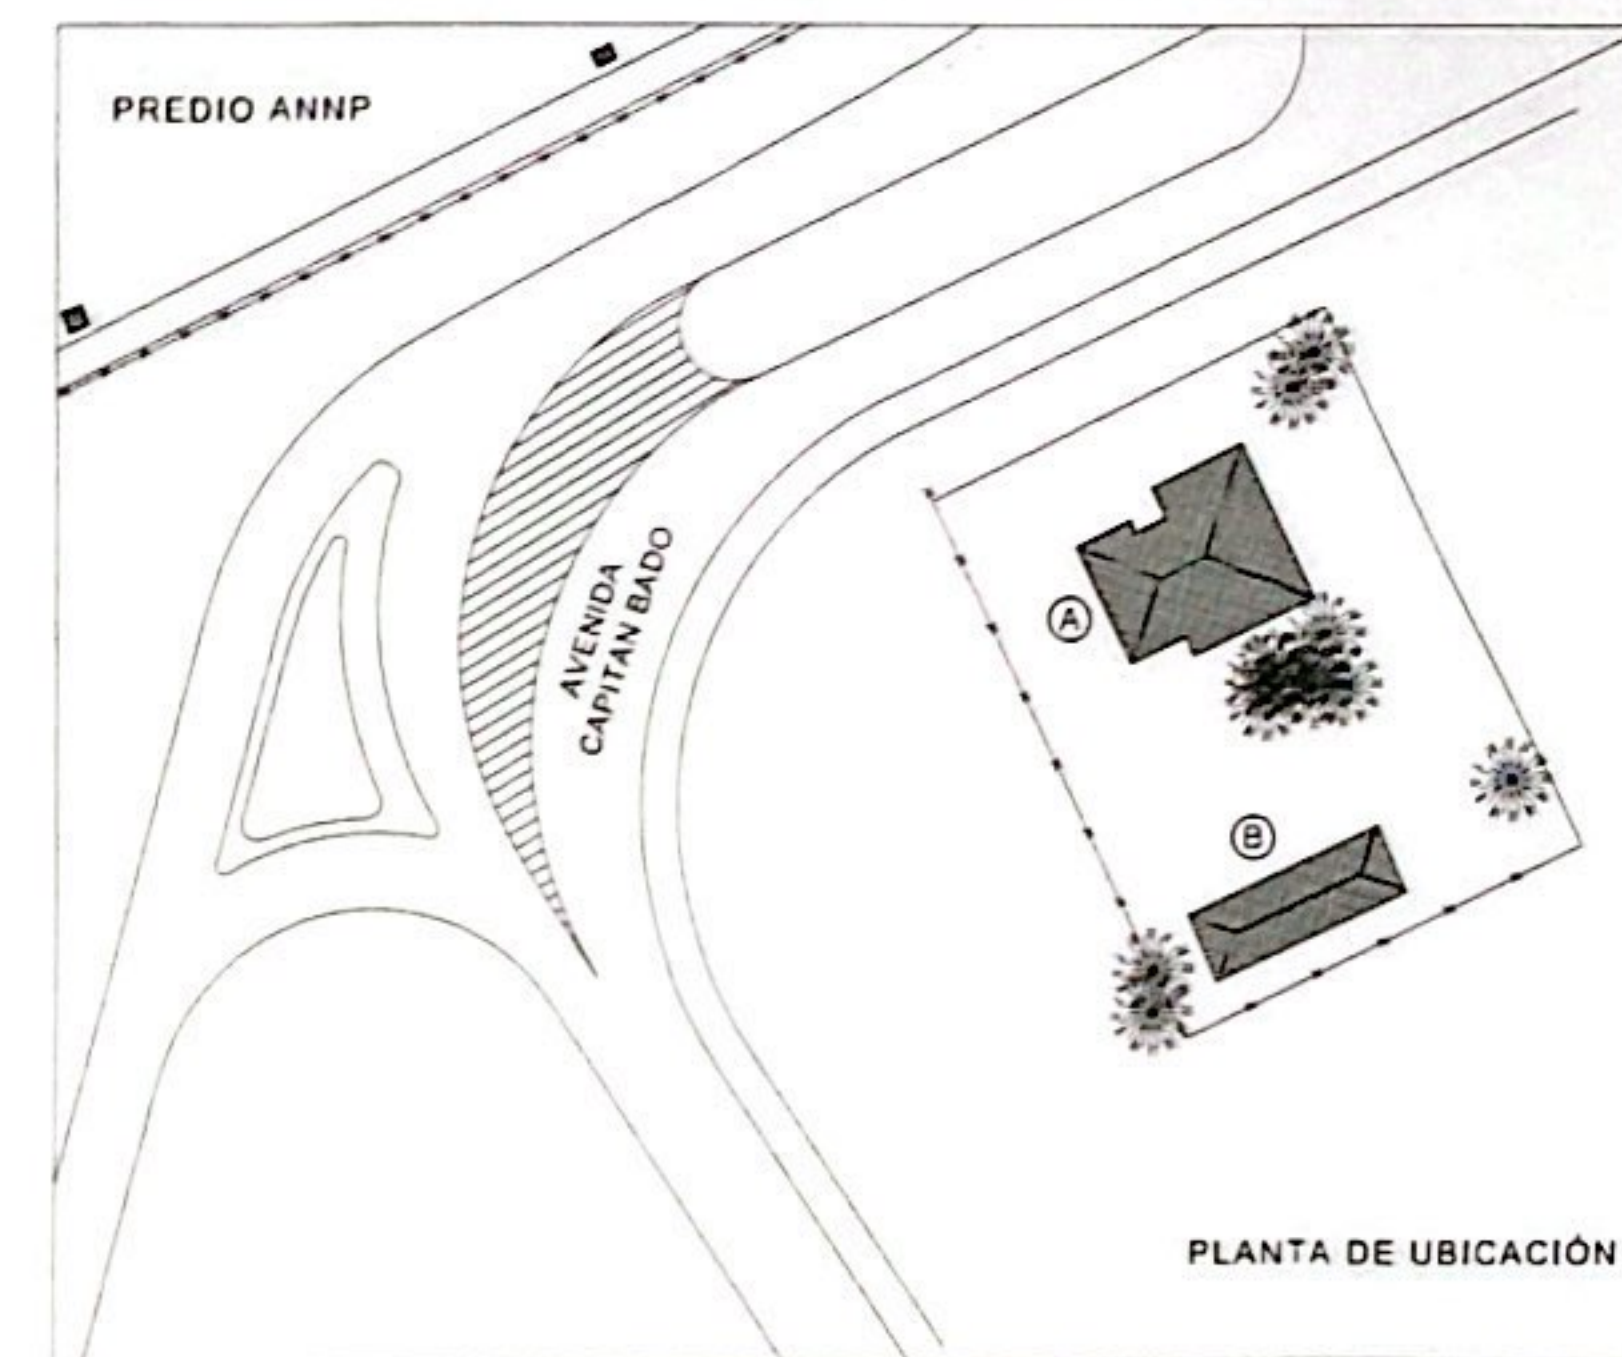 PREDIO ANNP
AVENIDA
CAPITAN BADO
A
B
PLANTA DE UBICACIÓN